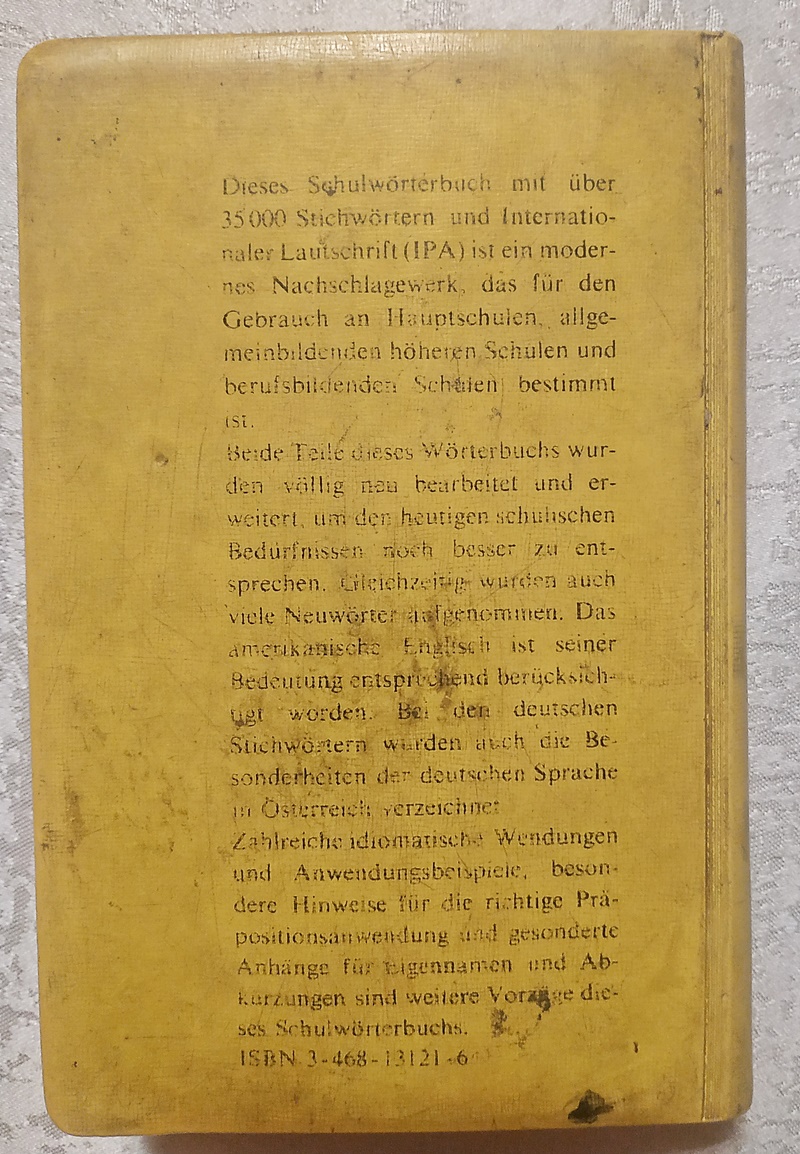 Dieses Schulwörterbuch mit über
35 000 Stichwörtern und Internatio-
naler Lautschrift (IPA) ist ein moder-
nes Nachschlagewerk, das für den
Gebrauch an Hauptschulen, allge-
meinbildenden höheren Schulen und
berufsbildenden Schulen bestimmt
ist.
Beide Teile dieses Wörterbuchs wur-
den völlig neu bearbeitet und er-
weitert, um den heutigen schulischen
Bedürfnissen noch besser zu ent-
sprechen. Gleichzeitig wurden auch
viele Neuwörter aufgenommen. Das
amerikanische Englisch ist seiner
Bedeutung entsprechend berücksich-
tigt worden. Bei den deutschen
Stichwörtern wurden auch die Be-
sonderheiten der deutschen Sprache
in Österreich verzeichnet
Zahlreiche idiomatische Wendungen
und Anwendungsbeispiele, beson-
dere Hinweise für die richtige Prä-
positionsanwendung und gesonderte
Anhänge für Eigennamen und Ab-
kürzungen sind weitere Vorzüge die-
ses Schulwörterbuchs.
ISBN 3-468-13121-6